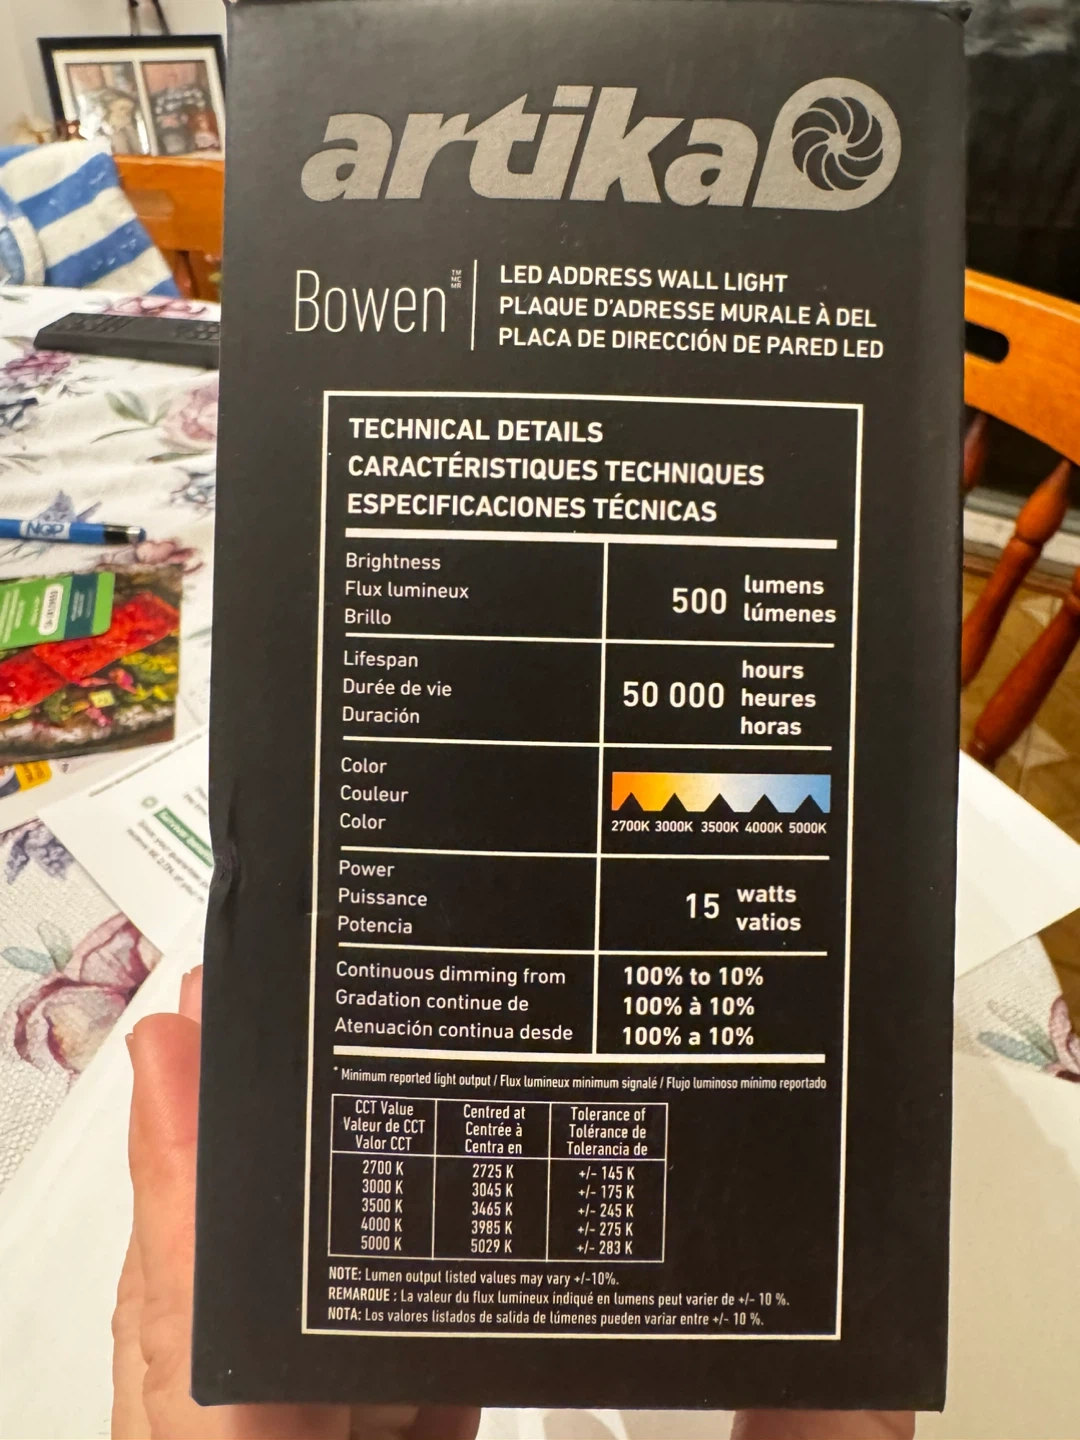 artika
Bowen TM MC MR
LED ADDRESS WALL LIGHT
PLAQUE D'ADRESSE MURALE À DEL
PLACA DE DIRECCIÓN DE PARED LED
TECHNICAL DETAILS
CARACTÉRISTIQUES TECHNIQUES
ESPECIFICACIONES TÉCNICAS
Brightness
Flux lumineux
Brillo
500 lumens
lúmenes
Lifespan
Durée de vie
Duración
50 000 hours
heures
horas
Color
Couleur
Color
2700K 3000K 3500K 4000K 5000K
Power
Puissance
Potencia
15 watts
vatios
Continuous dimming from
Gradation continue de
Atenuación continua desde
100% to 10%
100% à 10%
100% a 10%
* Minimum reported light output / Flux lumineux minimum signalé / Flujo luminoso mínimo reportado
CCT Value
Valeur de CCT
Valor CCT
Centred at
Centrée à
Centra en
Tolerance of
Tolérance de
Tolerancia de
2700 K 2725 K +/- 145 K
3000 K 3045 K +/- 175 K
3500 K 3465 K +/- 245 K
4000 K 3985 K +/- 275 K
5000 K 5029 K +/- 283 K
NOTE: Lumen output listed values may vary +/-10%.
REMARQUE : La valeur du flux lumineux indiqué en lumens peut varier de +/- 10 %.
NOTA: Los valores listados de salida de lúmenes pueden variar entre +/- 10 %.
NGP